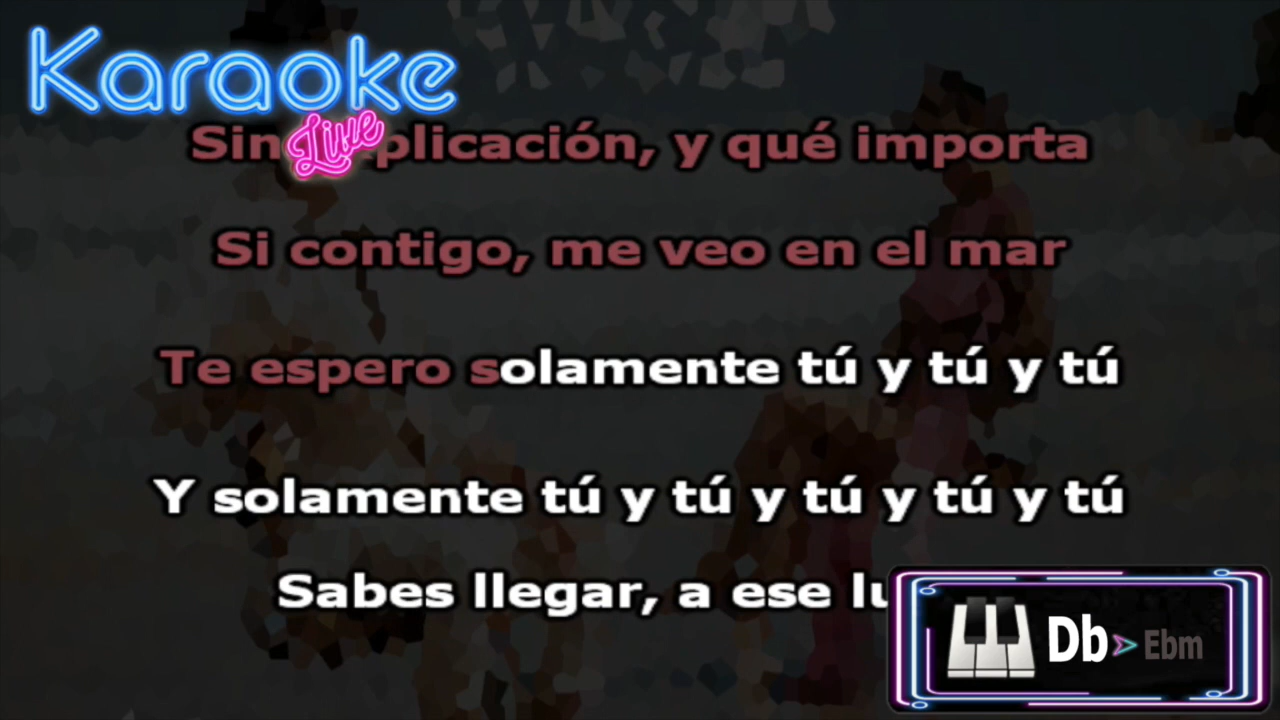 Karaoke
Live
Sin plicación, y qué importa
Si contigo, me veo en el mar
Te espero solamente tú y tú y tú
Y solamente tú y tú y tú y tú y tú
Sabes llegar, a ese
Db > Ebm